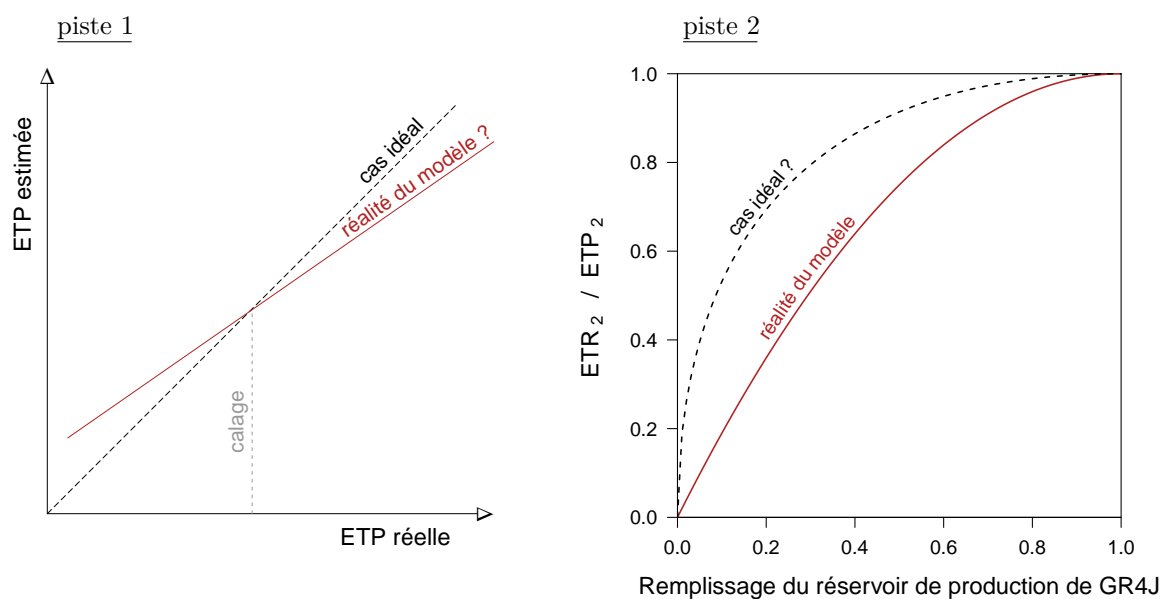 piste 1
ETP estimée
cas idéal
réalité du modèle ?
calage
ETP réelle
piste 2
ETR 2 / ETP 2
1.0
0.8
0.6
0.4
0.2
0.0
cas idéal ?
réalité du modèle
0.0 0.2 0.4 0.6 0.8 1.0
Remplissage du réservoir de production de GR4J